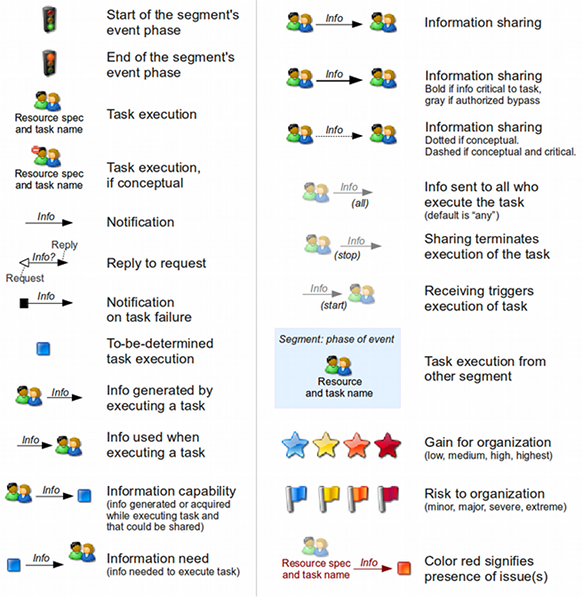 Start of the segment's
event phase
End of the segment's
event phase
Resource spec
and task name
Task execution
Resource spec
and task name
Task execution,
if conceptual
Info
Notification
Reply
Info?
Request
Reply to request
Info
Notification
on task failure
To-be-determined
task execution
Info
Info generated by
executing a task
Info
Info used when
executing a task
Info
Information capability
(info generated or acquired
while executing task and
that could be shared)
Info
Information need
(info needed to execute task)
Info
Information sharing
Info
Information sharing
Bold if info critical to task,
gray if authorized bypass
Info
Information sharing
Dotted if conceptual.
Dashed if conceptual and critical.
Info
(all)
Info sent to all who
execute the task
(default is "any")
Info
(stop)
Sharing terminates
execution of the task
Info
(start)
Receiving triggers
execution of task
Segment: phase of event
Resource
and task name
Task execution from
other segment
Gain for organization
(low, medium, high, highest)
Risk to organization
(minor, major, severe, extreme)
Resource spec
and task name
Info
Color red signifies
presence of issue(s)